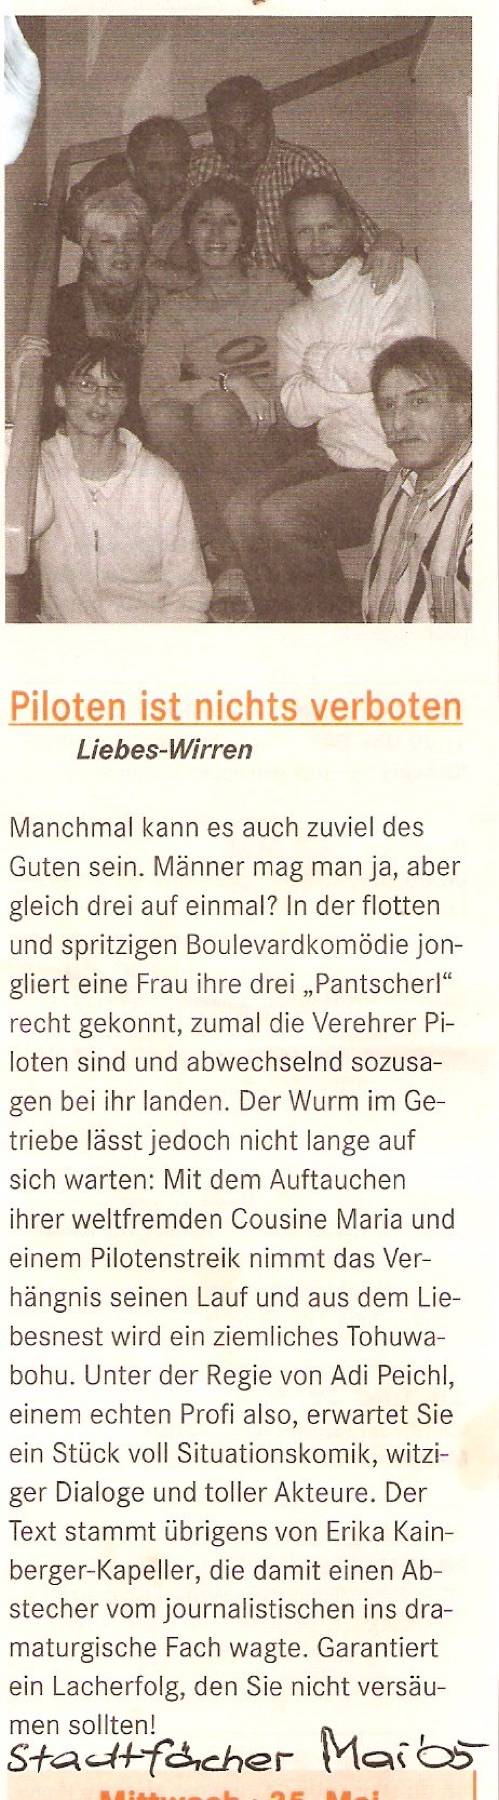 Piloten ist nichts verboten
Liebes-Wirren
Manchmal kann es auch zuviel des
Guten sein. Männer mag man ja, aber
gleich drei auf einmal? In der flotten
und spritzigen Boulevardkomödie jon-
gliert eine Frau ihre drei „Pantscherl“
recht gekonnt, zumal die Verehrer Pi-
loten sind und abwechselnd sozusa-
gen bei ihr landen. Der Wurm im Ge-
triebe lässt jedoch nicht lange auf
sich warten: Mit dem Auftauchen
ihrer weltfremden Cousine Maria und
einem Pilotenstreik nimmt das Ver-
hängnis seinen Lauf und aus dem Lie-
besnest wird ein ziemliches Tohuwa-
bohu. Unter der Regie von Adi Peichl,
einem echten Profi also, erwartet Sie
ein Stück voll Situationskomik, witzi-
ger Dialoge und toller Akteure. Der
Text stammt übrigens von Erika Kain-
berger-Kapeller, die damit einen Ab-
stecher vom journalistischen ins dra-
maturgische Fach wagte. Garantiert
ein Lacherfolg, den Sie nicht versäu-
men sollten!
Stadtfächer Mai '05
Mittwoch · 25. Mai